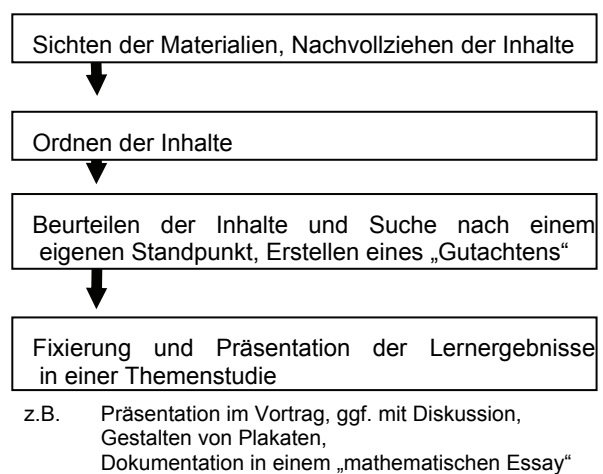 Sichten der Materialien, Nachvollziehen der Inhalte
Ordnen der Inhalte
Beurteilen der Inhalte und Suche nach einem
eigenen Standpunkt, Erstellen eines „Gutachtens“
Fixierung und Präsentation der Lernergebnisse
in einer Themenstudie
z.B. Präsentation im Vortrag, ggf. mit Diskussion,
Gestalten von Plakaten,
Dokumentation in einem „mathematischen Essay“